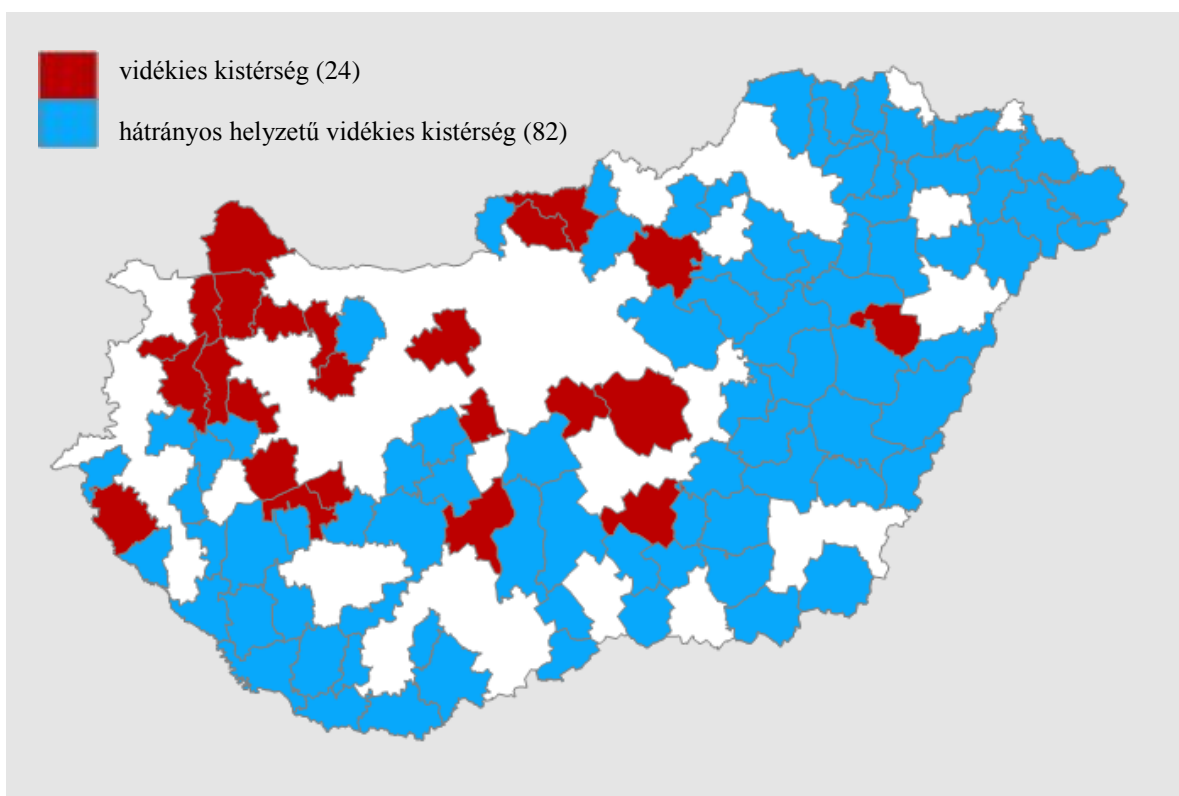 vidékies kistérség (24)
hátrányos helyzetű vidékies kistérség (82)